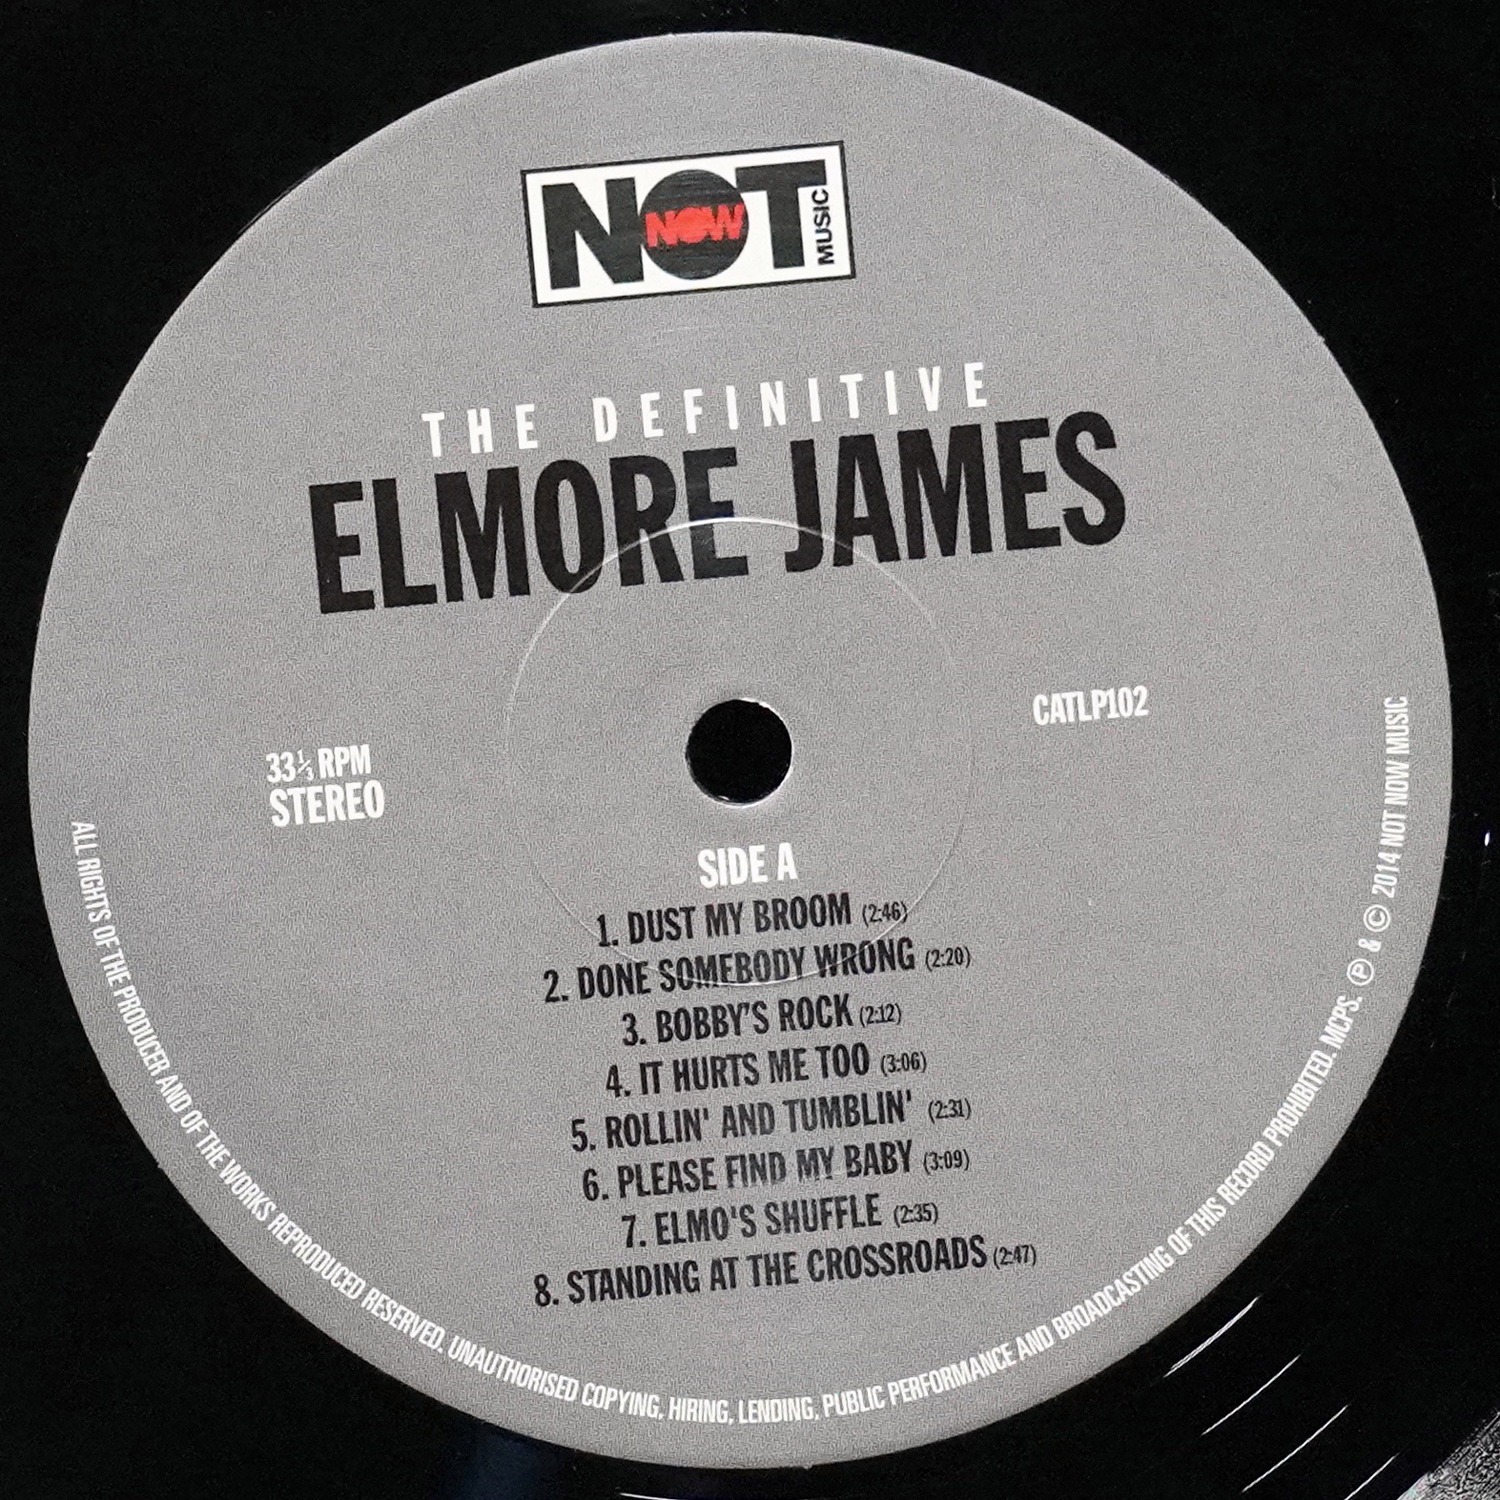 NOT
NOW
MUSIC
THE DEFINITIVE
ELMORE JAMES
CATLP102
33⅓ RPM
STEREO
SIDE A
1. DUST MY BROOM (2:46)
2. DONE SOMEBODY WRONG (2:20)
3. BOBBY'S ROCK (2:12)
4. IT HURTS ME TOO (3:06)
5. ROLLIN' AND TUMBLIN' (2:31)
6. PLEASE FIND MY BABY (3:09)
7. ELMO'S SHUFFLE (2:35)
8. STANDING AT THE CROSSROADS (2:47)
ALL RIGHTS OF THE PRODUCER AND OF THE WORKS REPRODUCED RESERVED. UNAUTHORISED COPYING, HIRING, LENDING, PUBLIC PERFORMANCE AND BROADCASTING OF THIS RECORD PROHIBITED. MCPS. ℗ & © 2014 NOT NOW MUSIC